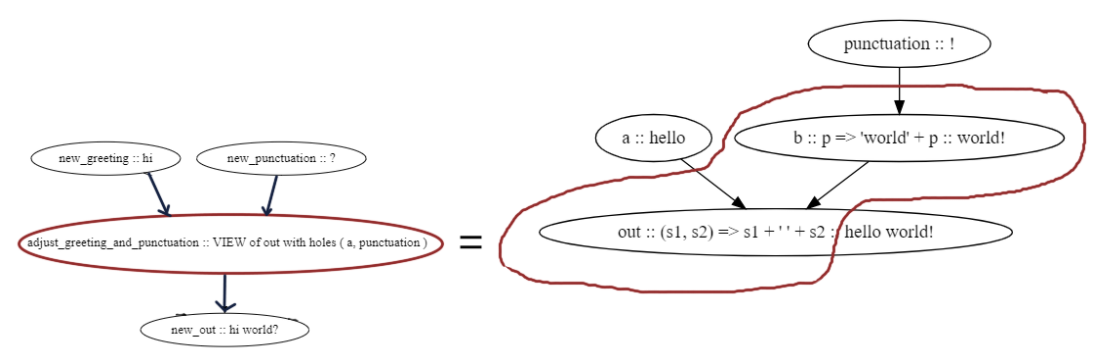 punctuation :: !
a :: hello
b :: p => 'world' + p :: world!
new_greeting :: hi
new_punctuation :: ?
adjust_greeting_and_punctuation :: VIEW of out with holes ( a, punctuation )
=
out :: (s1, s2) => s1 + ' ' + s2 :: hello world!
new_out :: hi world?